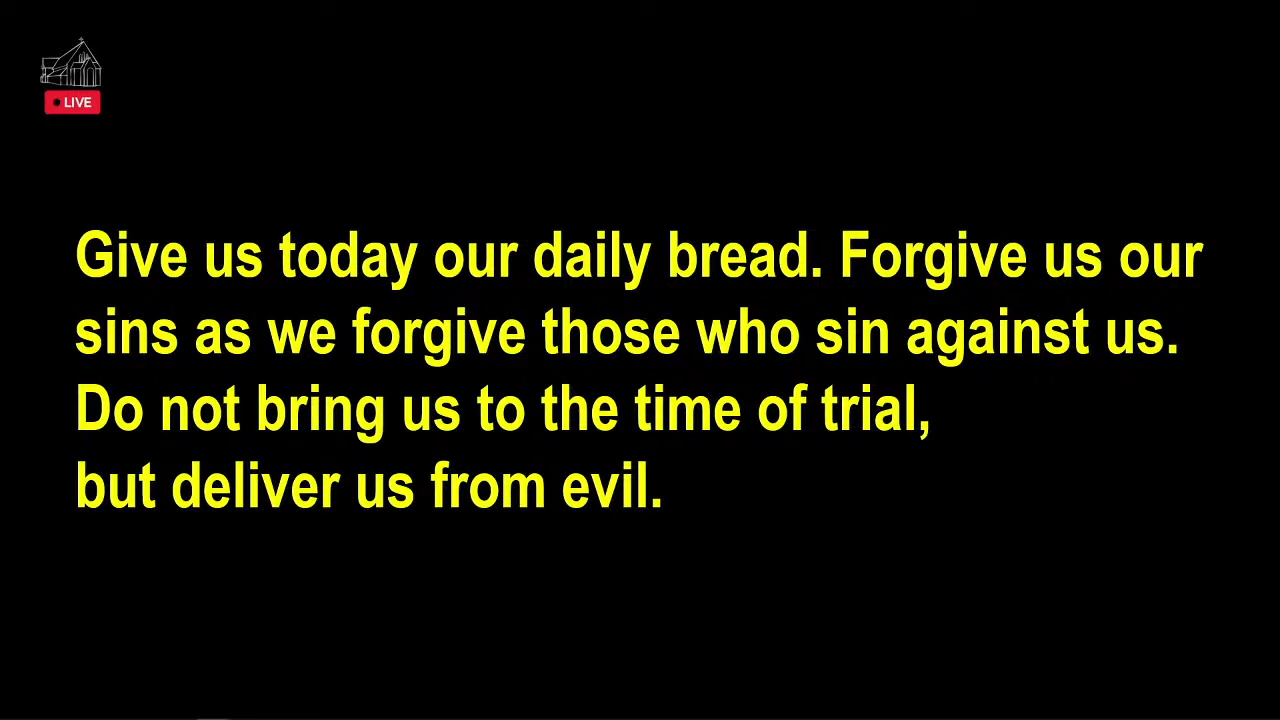 LIVE
Give us today our daily bread. Forgive us our
sins as we forgive those who sin against us.
Do not bring us to the time of trial,
but deliver us from evil.